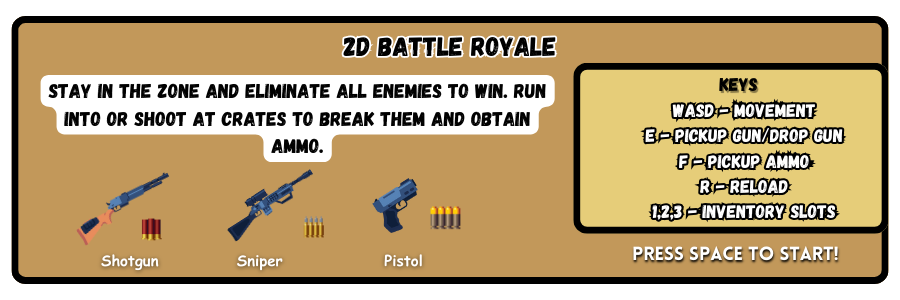 2D BATTLE ROYALE
STAY IN THE ZONE AND ELIMINATE ALL ENEMIES TO WIN. RUN
INTO OR SHOOT AT CRATES TO BREAK THEM AND OBTAIN
AMMO.
Shotgun
Sniper
Pistol
KEYS
WASD – MOVEMENT
E – PICKUP GUN/DROP GUN
F – PICKUP AMMO
R – RELOAD
1,2,3 – INVENTORY SLOTS
PRESS SPACE TO START!